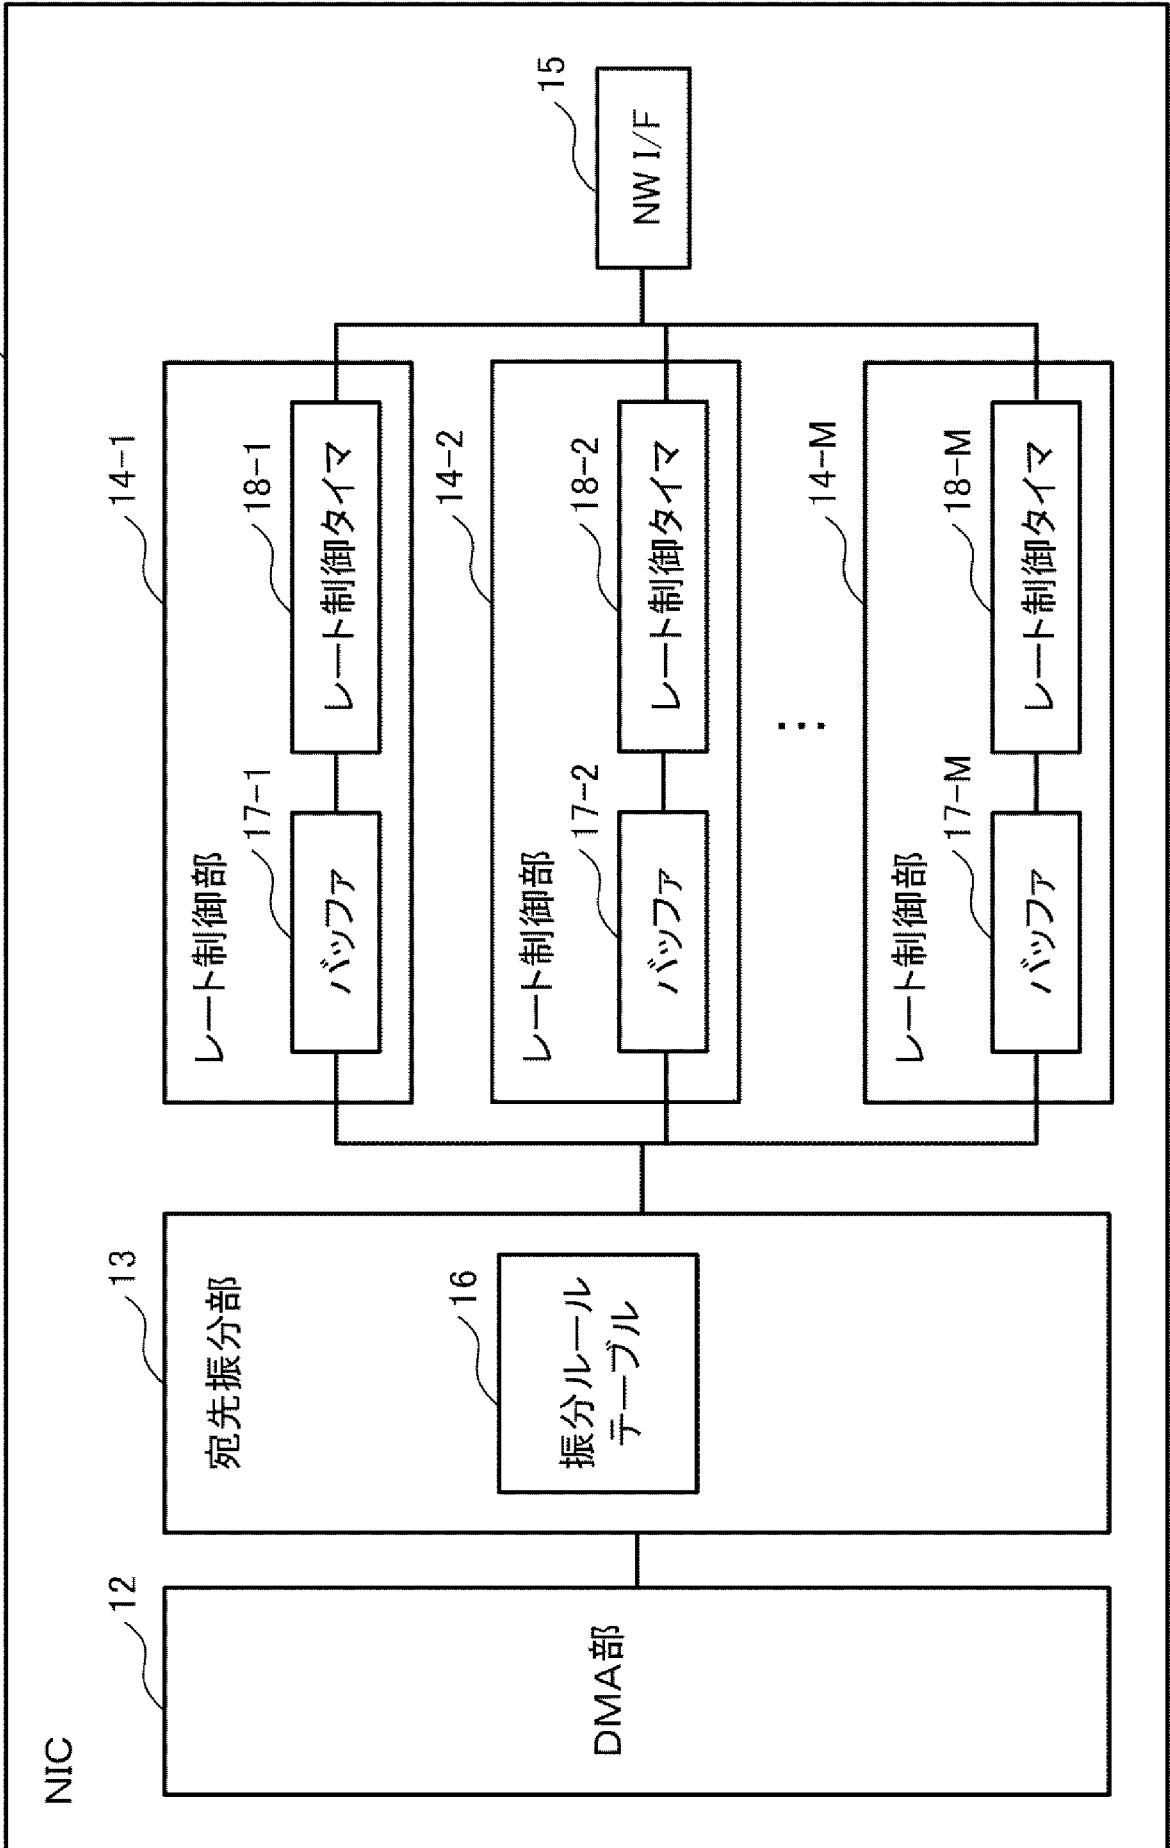 NIC
12
DMA部
13
宛先振分部
16
振分ルール
テーブル
14-1
レート制御部
17-1
バッファ
18-1
レート制御タイマ
14-2
レート制御部
17-2
バッファ
18-2
レート制御タイマ
⋮
14-M
レート制御部
17-M
バッファ
18-M
レート制御タイマ
15
NW I/F